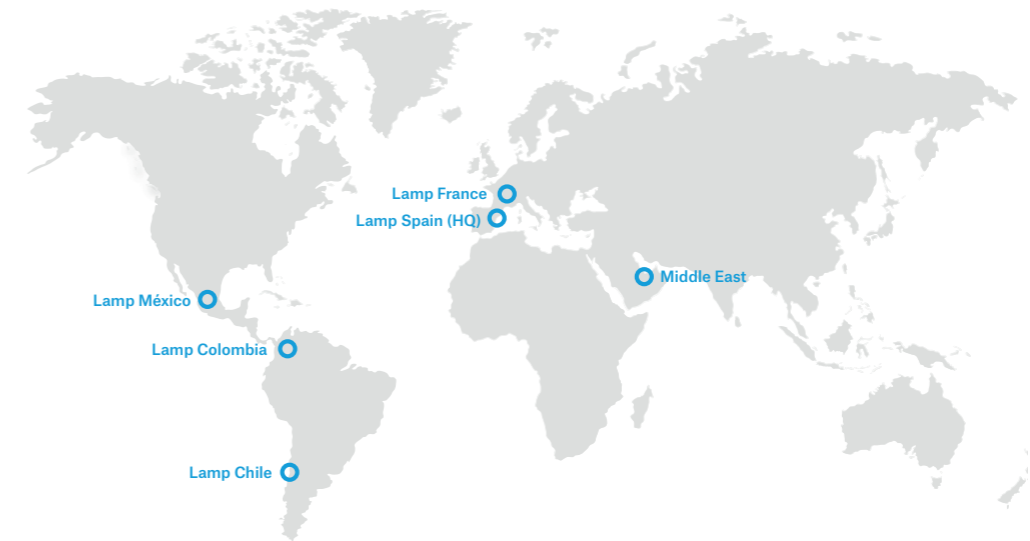 Lamp France
Lamp Spain (HQ)
Middle East
Lamp México
Lamp Colombia
Lamp Chile